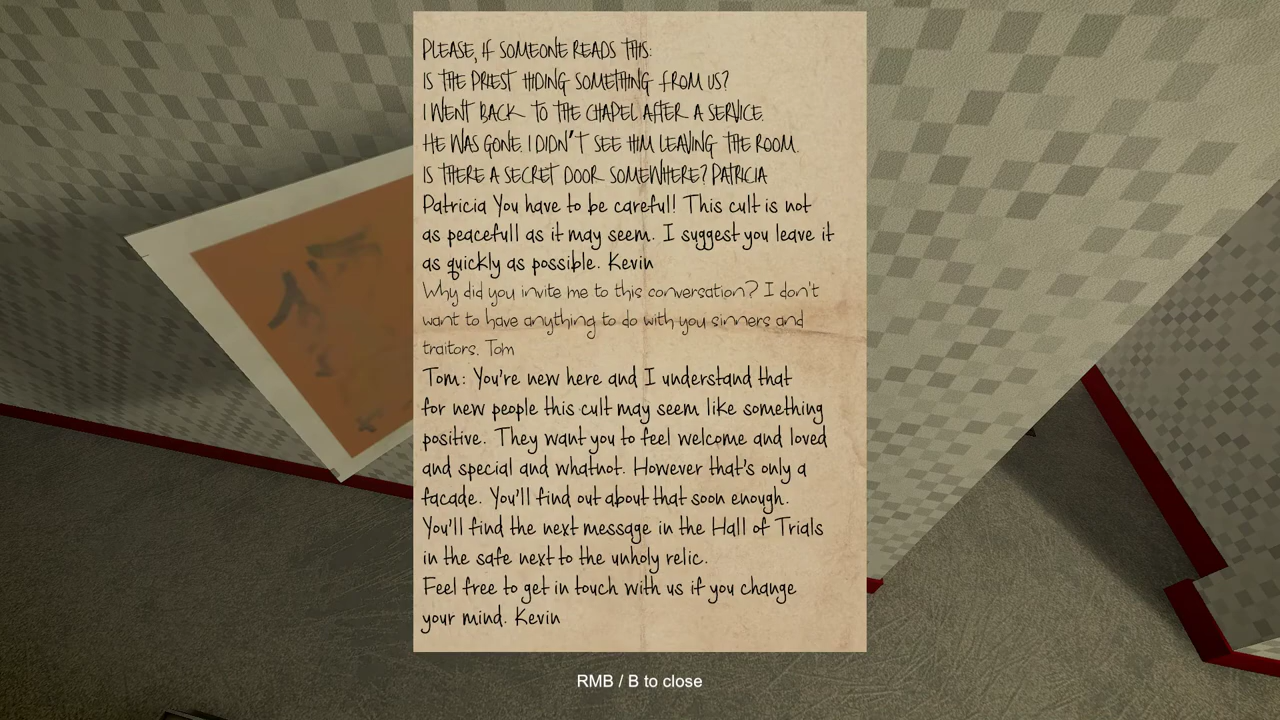 PLEASE, IF SOMEONE READS THIS:
IS THE PRIEST HIDING SOMETHING FROM US?
I WENT BACK TO THE CHAPEL AFTER A SERVICE.
HE WAS GONE. I DIDN'T SEE HIM LEAVING THE ROOM.
IS THERE A SECRET DOOR SOMEWHERE? PATRICIA
Patricia You have to be careful! This cult is not
as peacefull as it may seem. I suggest you leave it
as quickly as possible. Kevin
Why did you invite me to this conversation? I don't
want to have anything to do with you sinners and
traitors. Tom
Tom: You're new here and I understand that
for new people this cult may seem like something
positive. They want you to feel welcome and loved
and special and whatnot. However that's only a
facade. You'll find out about that soon enough.
You'll find the next message in the Hall of Trials
in the safe next to the unholy relic.
Feel free to get in touch with us if you change
your mind. Kevin
RMB / B to close